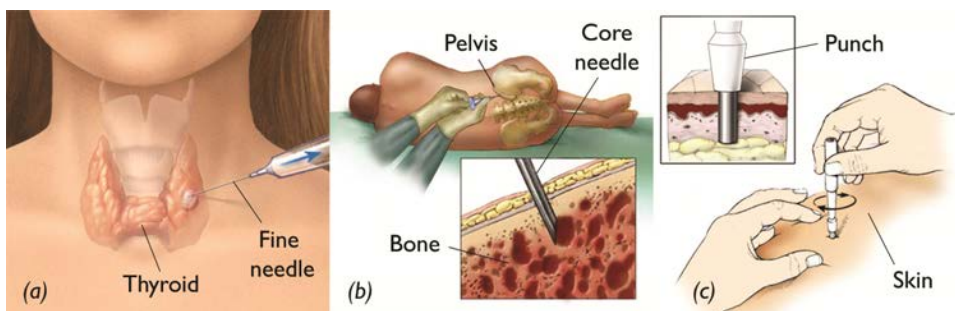 Fine
needle
Thyroid
(a)
Pelvis
Core
needle
Bone
(b)
Punch
Skin
(c)